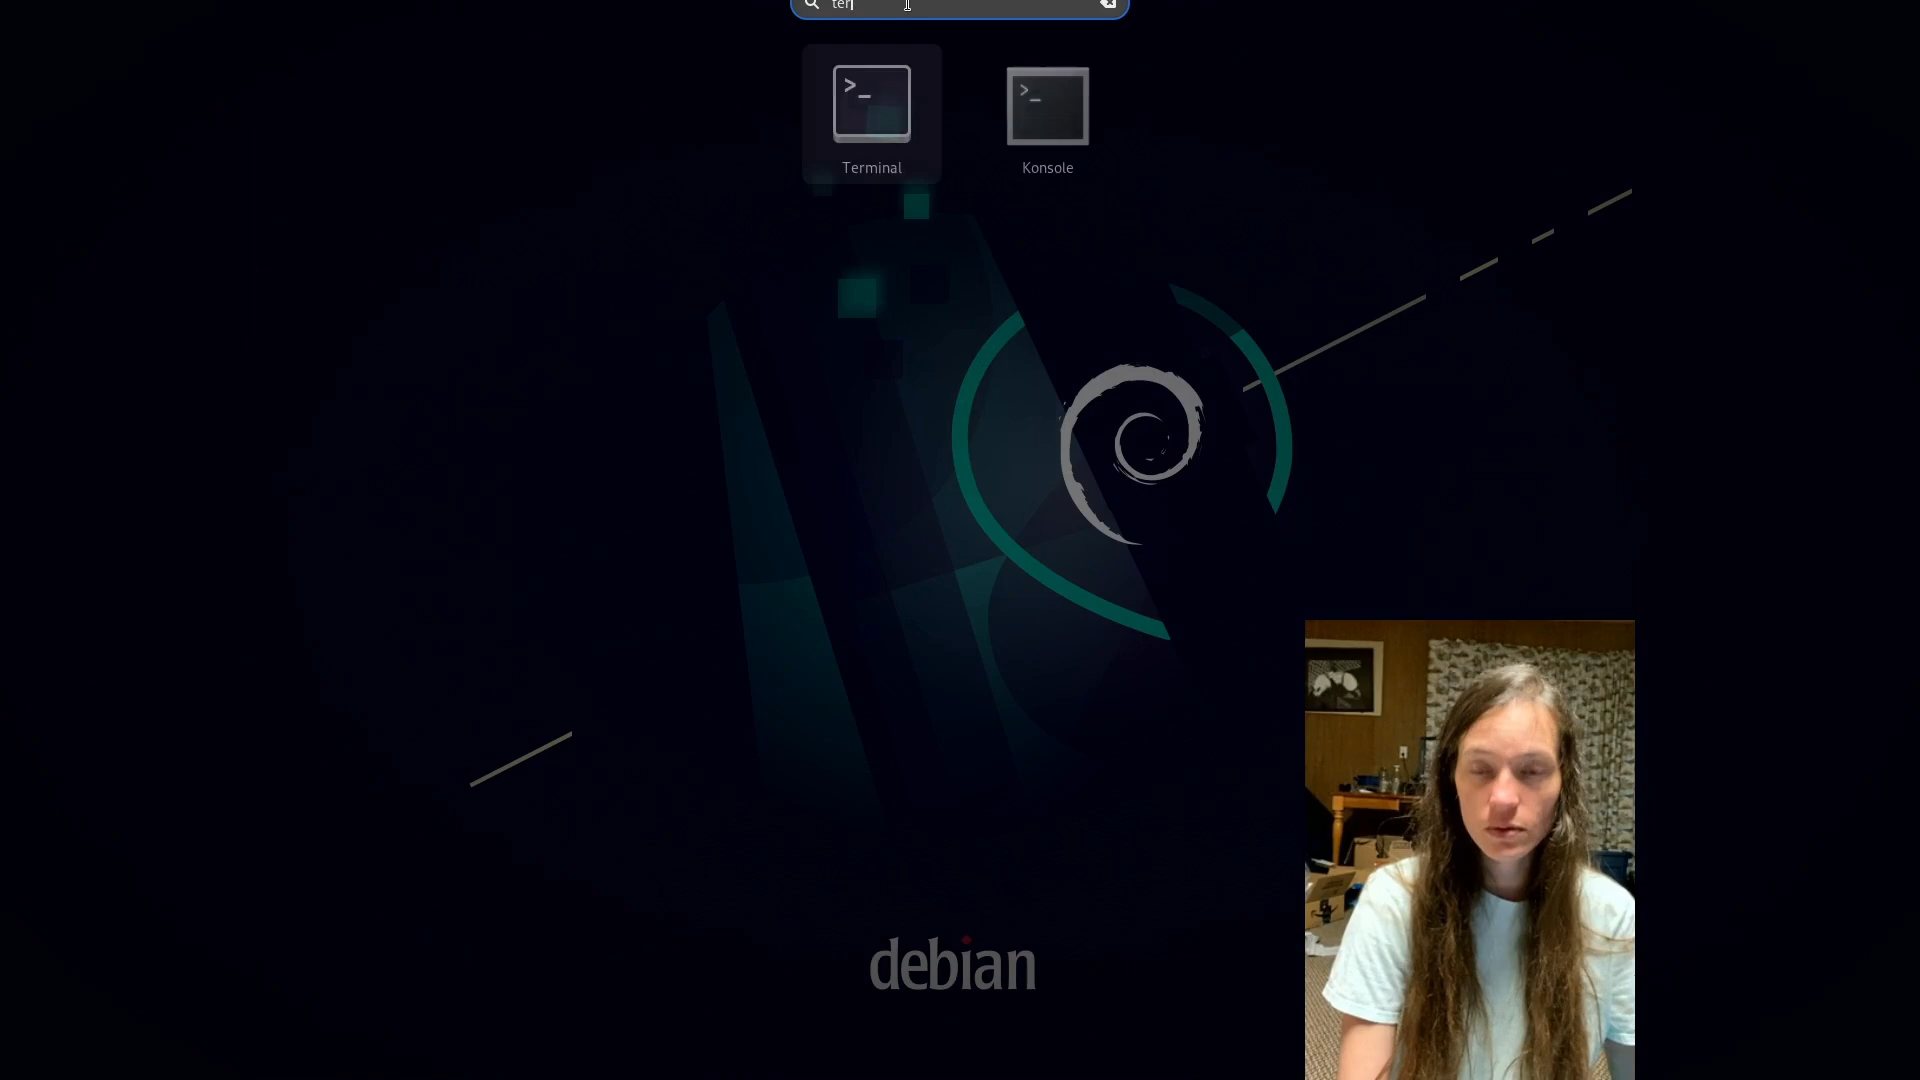 ter
>_
>_
Terminal
Konsole
debian